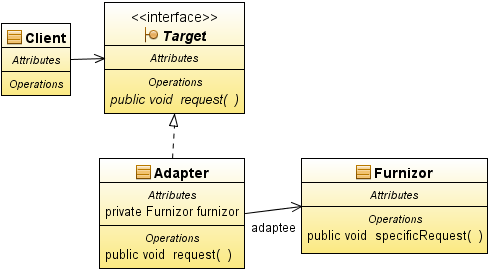 Client
Attributes
Operations
<<interface>>
Target
Attributes
Operations
public void request( )
Adapter
Attributes
private Furnizor furnizor
Operations
public void request( )
adaptee
Furnizor
Attributes
Operations
public void specificRequest( )